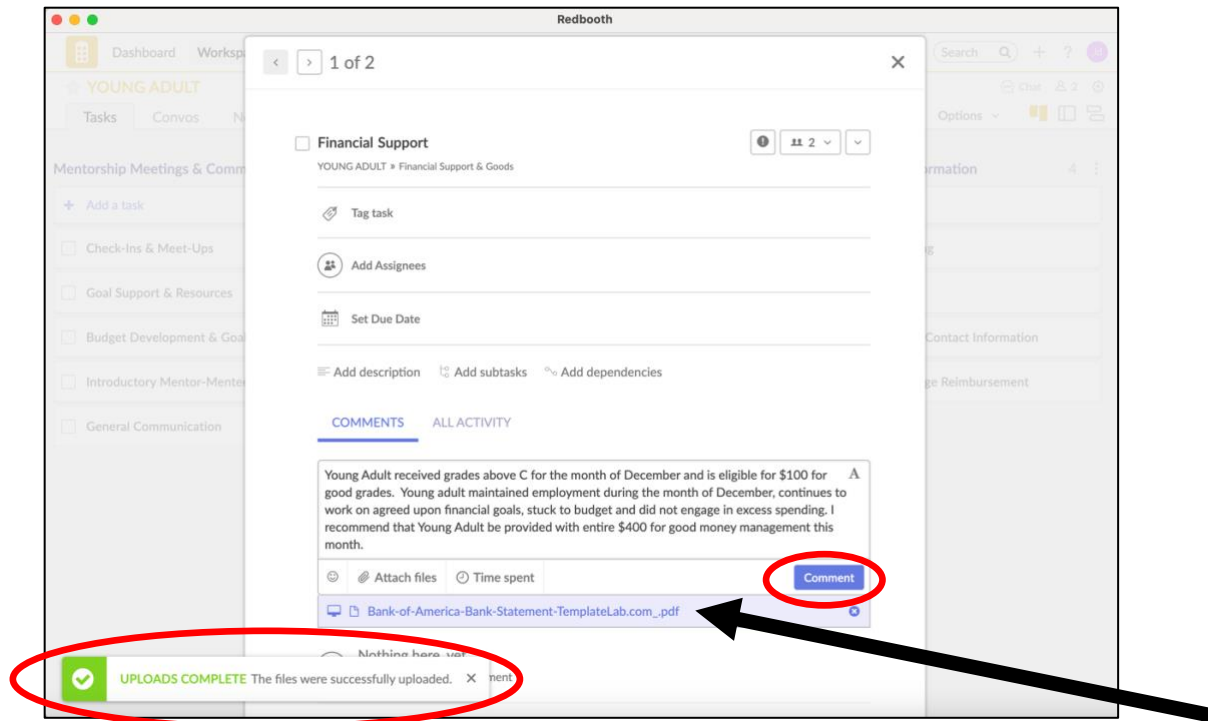 Redbooth
Dashboard Worksp
1 of 2
Search
+ ?
YOUNG ADULT
Chat 2
Tasks Convos N
Options
Financial Support
2
YOUNG ADULT » Financial Support & Goods
Mentorship Meetings & Comm
ormation 4
+ Add a task
Tag task
Check-Ins & Meet-Ups
g
Add Assignees
Goal Support & Resources
Set Due Date
Budget Development & Goa
Contact Information
Add description Add subtasks Add dependencies
Introductory Mentor-Mente
ge Reimbursement
COMMENTS ALL ACTIVITY
General Communication
Young Adult received grades above C for the month of December and is eligible for $100 for A
good grades. Young adult maintained employment during the month of December, continues to
work on agreed upon financial goals, stuck to budget and did not engage in excess spending. I
recommend that Young Adult be provided with entire $400 for good money management this
month.
Attach files Time spent Comment
Bank-of-America-Bank-Statement-TemplateLab.com_.pdf
Nothing here, yet
UPLOADS COMPLETE The files were successfully uploaded. ment